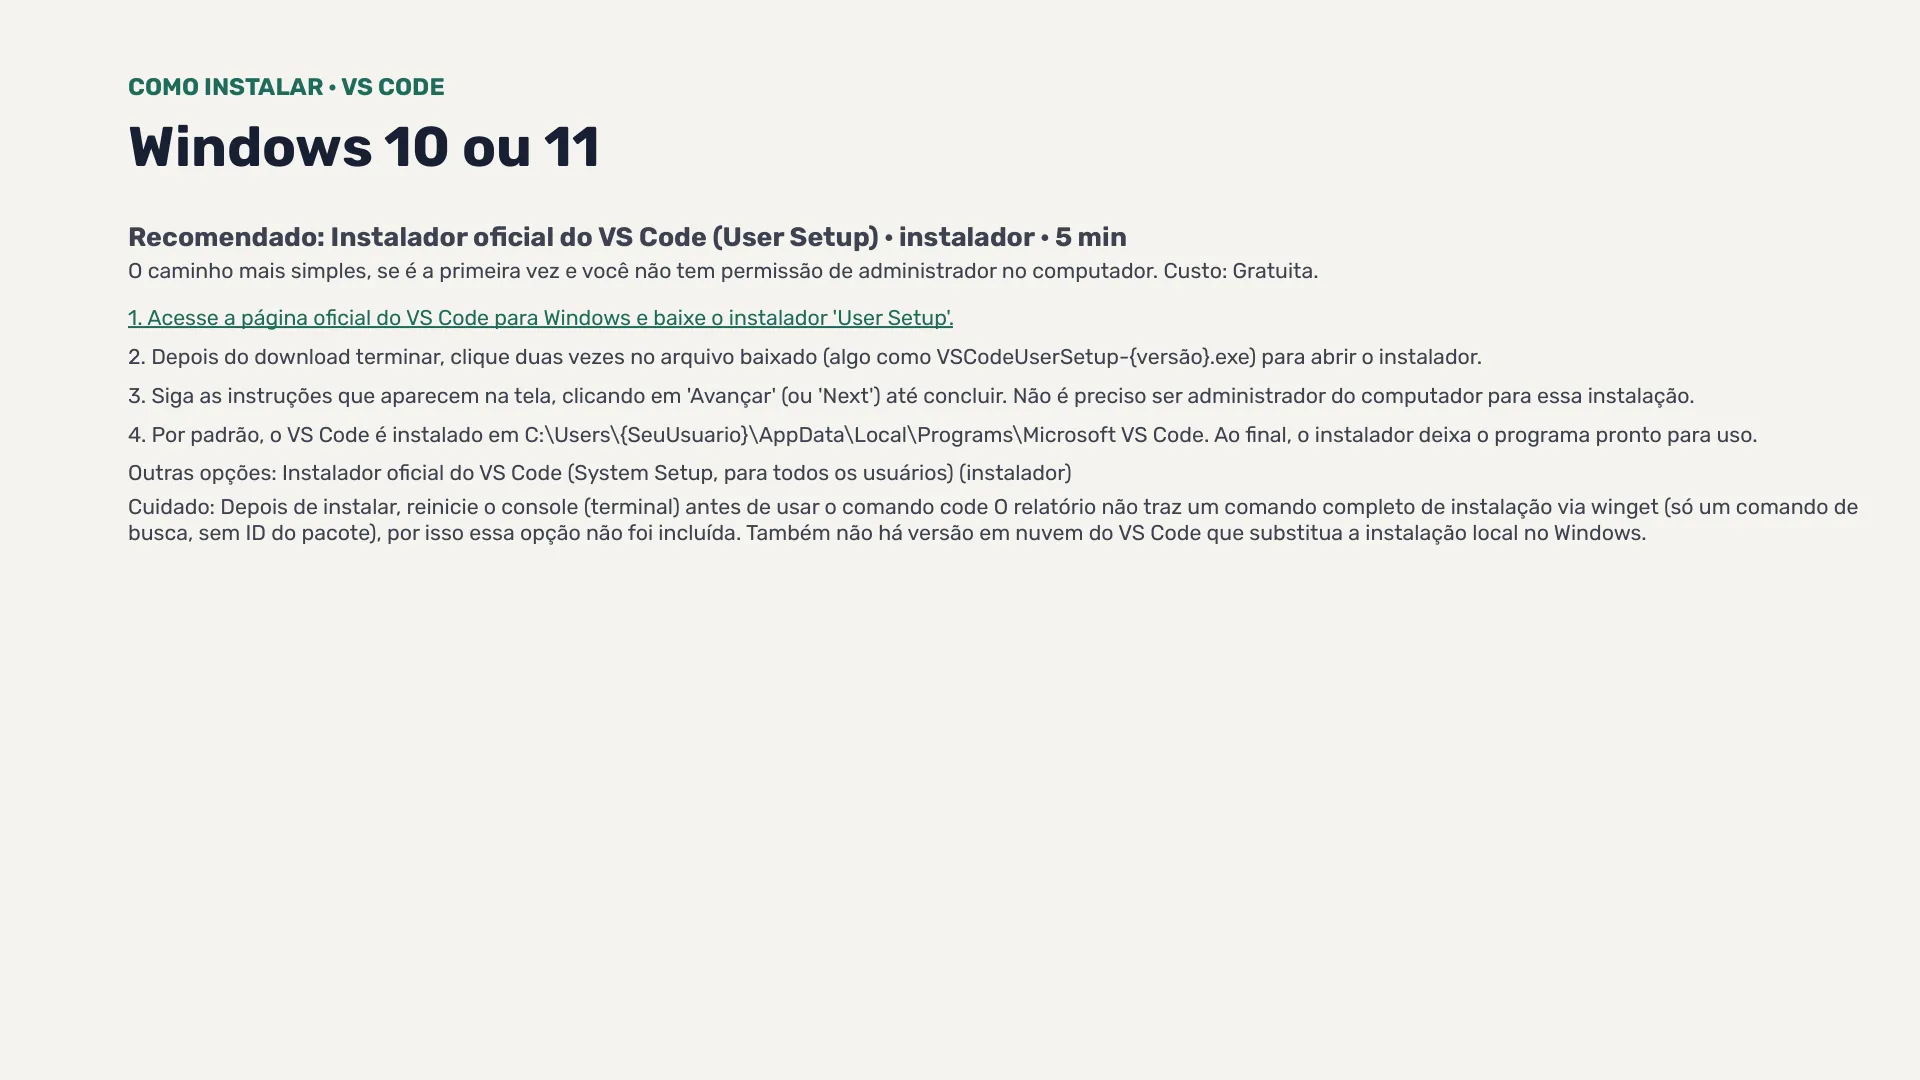 COMO INSTALAR • VS CODE
Windows 10 ou 11
Recomendado: Instalador oficial do VS Code (User Setup) • instalador • 5 min
O caminho mais simples, se é a primeira vez e você não tem permissão de administrador no computador. Custo: Gratuita.
1. Acesse a página oficial do VS Code para Windows e baixe o instalador 'User Setup'.
2. Depois do download terminar, clique duas vezes no arquivo baixado (algo como VSCodeUserSetup-{versão}.exe) para abrir o instalador.
3. Siga as instruções que aparecem na tela, clicando em 'Avançar' (ou 'Next') até concluir. Não é preciso ser administrador do computador para essa instalação.
4. Por padrão, o VS Code é instalado em C:\Users\{SeuUsuario}\AppData\Local\Programs\Microsoft VS Code. Ao final, o instalador deixa o programa pronto para uso.
Outras opções: Instalador oficial do VS Code (System Setup, para todos os usuários) (instalador)
Cuidado: Depois de instalar, reinicie o console (terminal) antes de usar o comando code O relatório não traz um comando completo de instalação via winget (só um comando de
busca, sem ID do pacote), por isso essa opção não foi incluída. Também não há versão em nuvem do VS Code que substitua a instalação local no Windows.